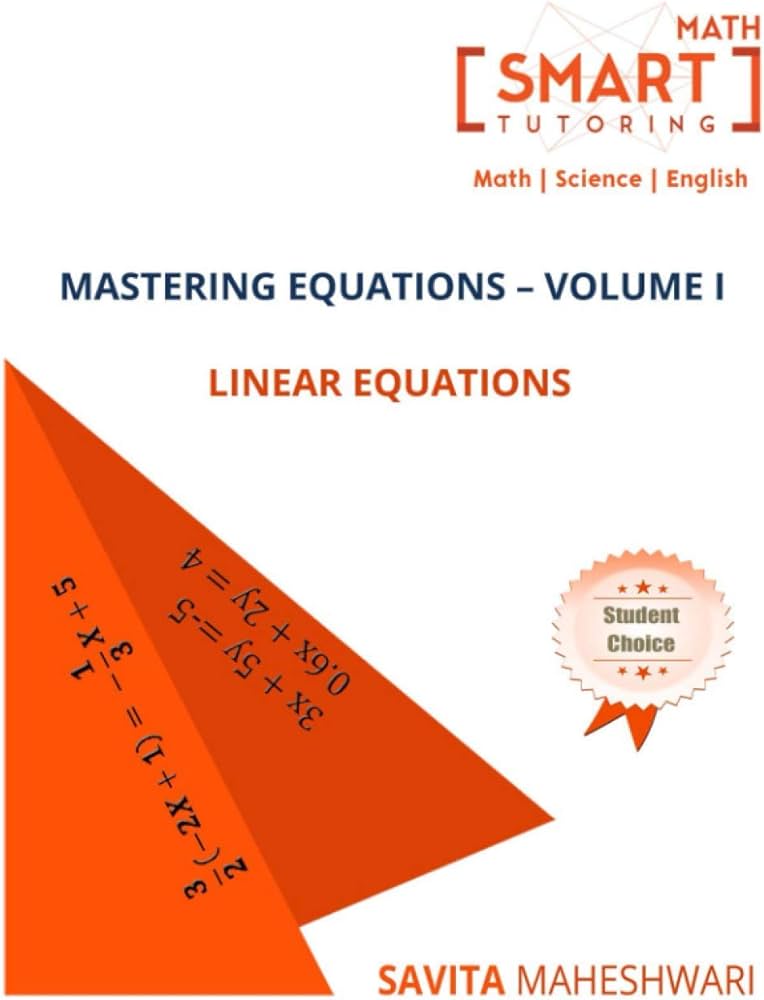 MATH
SMART
TUTORING
Math | Science | English
MASTERING EQUATIONS – VOLUME I
LINEAR EQUATIONS
3x + 5y =-5
0.6x + 2y = 4
3/2(−2X + 1) = −1/3X + 5
Student
Choice
SAVITA MAHESHWARI